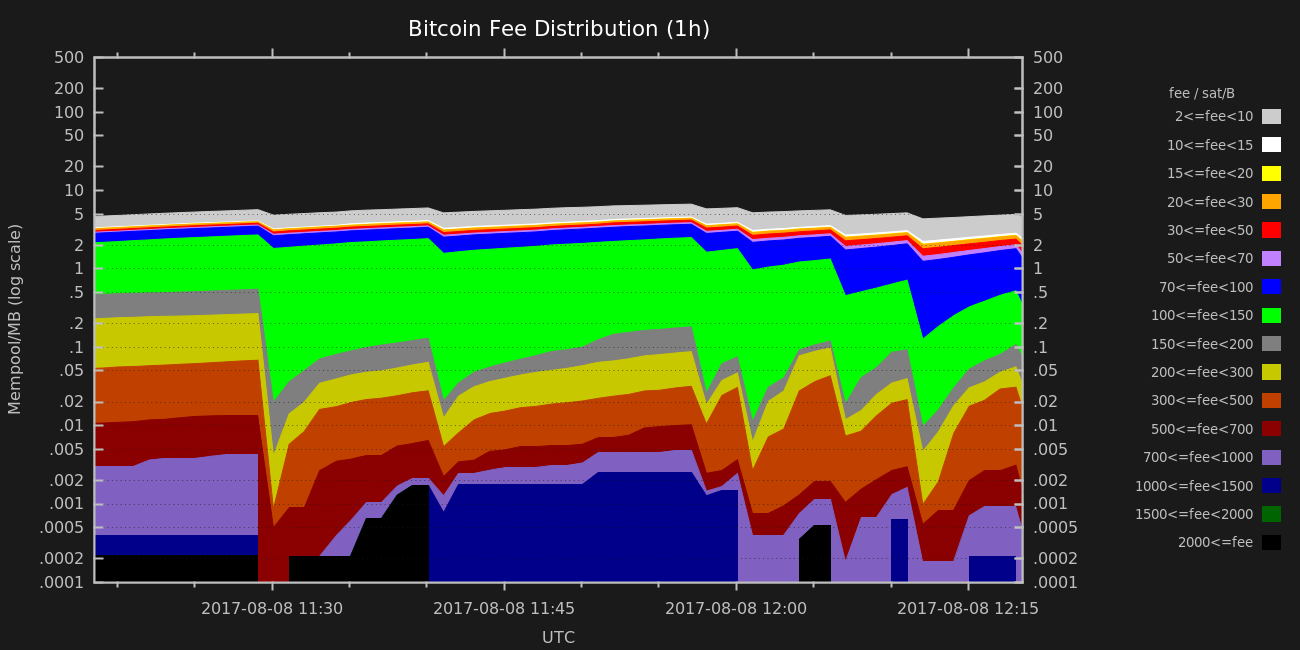 Bitcoin Fee Distribution (1h)
Mempool/MB (log scale)
500
200
100
50
20
10
5
2
1
.5
.2
.1
.05
.02
.01
.005
.002
.001
.0005
.0002
.0001
500
200
100
50
20
10
5
2
1
.5
.2
.1
.05
.02
.01
.005
.002
.001
.0005
.0002
.0001
2017-08-08 11:30
2017-08-08 11:45
2017-08-08 12:00
2017-08-08 12:15
UTC
fee / sat/B
2<=fee<10
10<=fee<15
15<=fee<20
20<=fee<30
30<=fee<50
50<=fee<70
70<=fee<100
100<=fee<150
150<=fee<200
200<=fee<300
300<=fee<500
500<=fee<700
700<=fee<1000
1000<=fee<1500
1500<=fee<2000
2000<=fee